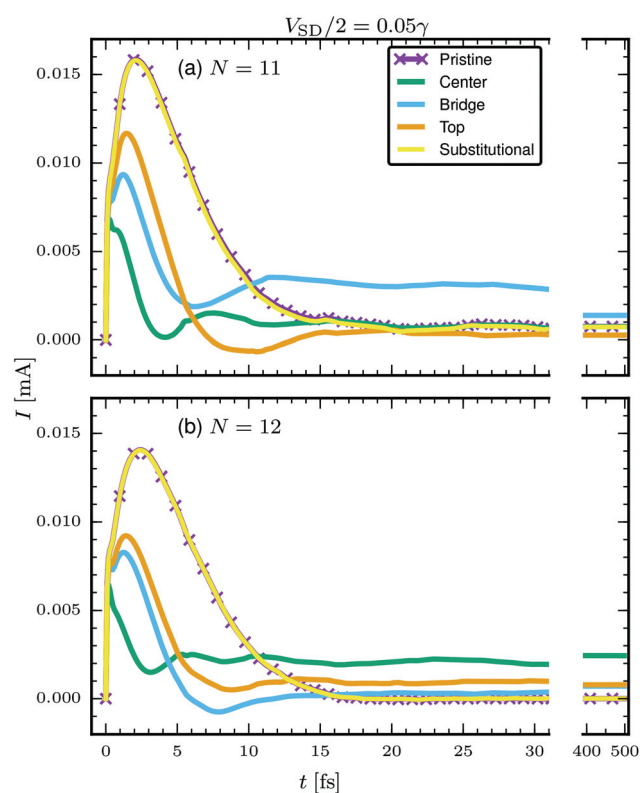 V_SD/2 = 0.05γ
(a) N = 11
Pristine
Center
Bridge
Top
Substitutional
0.015
0.010
0.005
0.000
I [mA]
(b) N = 12
0.015
0.010
0.005
0.000
0 5 10 15 20 25 30 400 500
t [fs]